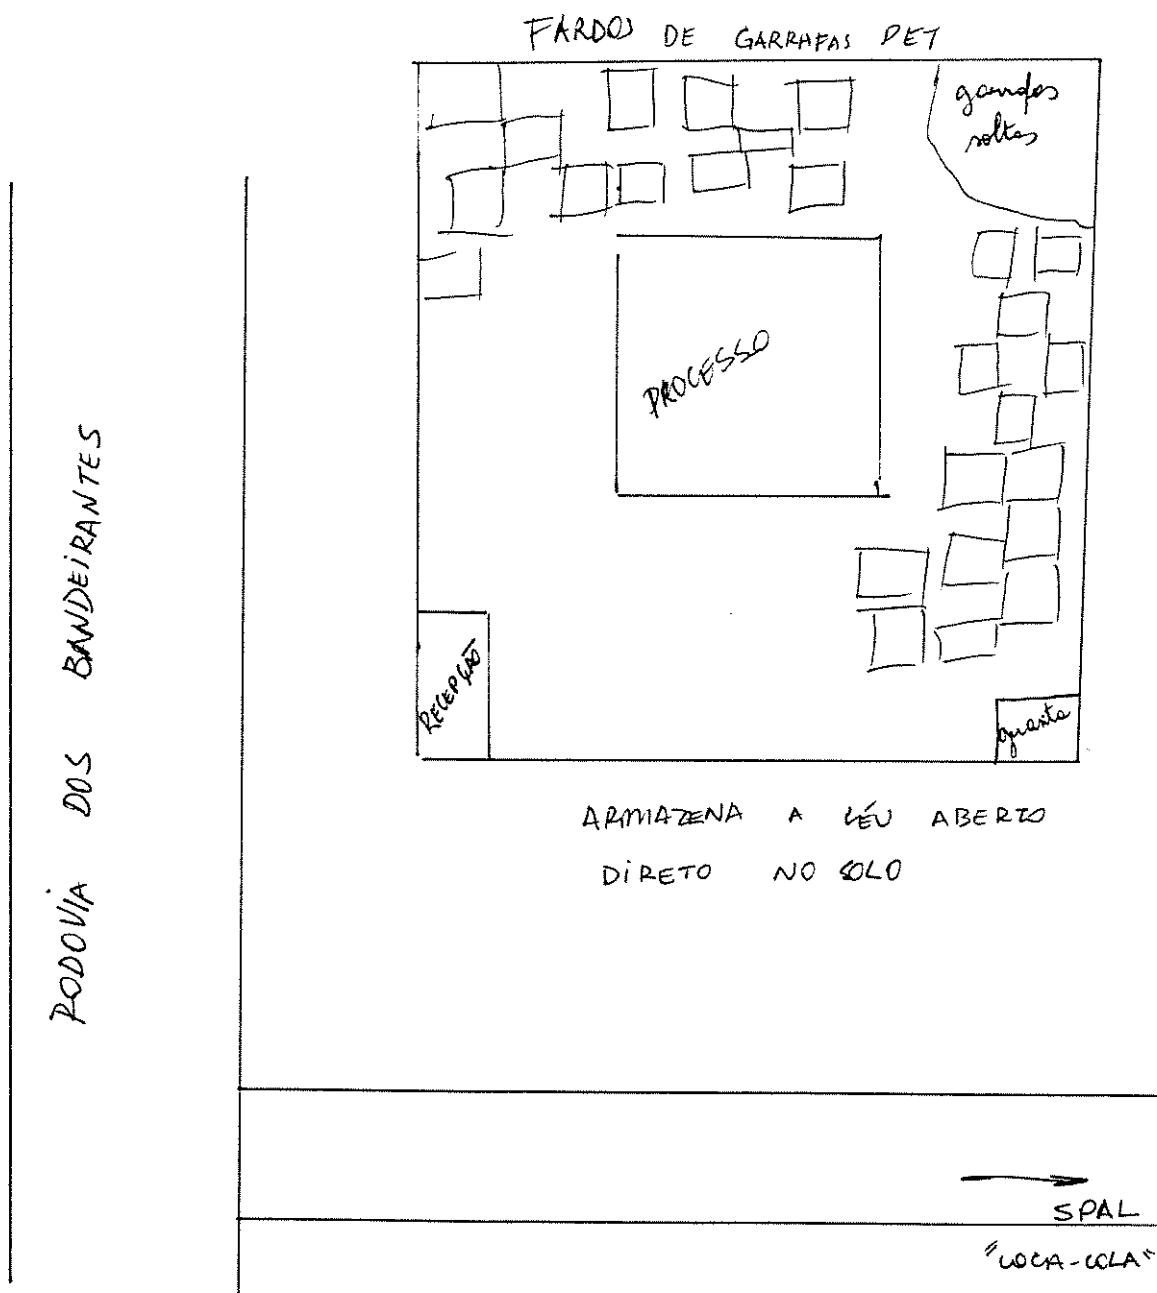 FARDOS DE GARRAFAS PET
garrafas
soltas
PROCESSO
RODOVIA DOS BANDEIRANTES
RECEPÇÃO
guarita
ARMAZENA A CÉU ABERTO
DIRETO NO SOLO
SPAL
"COCA-COLA"